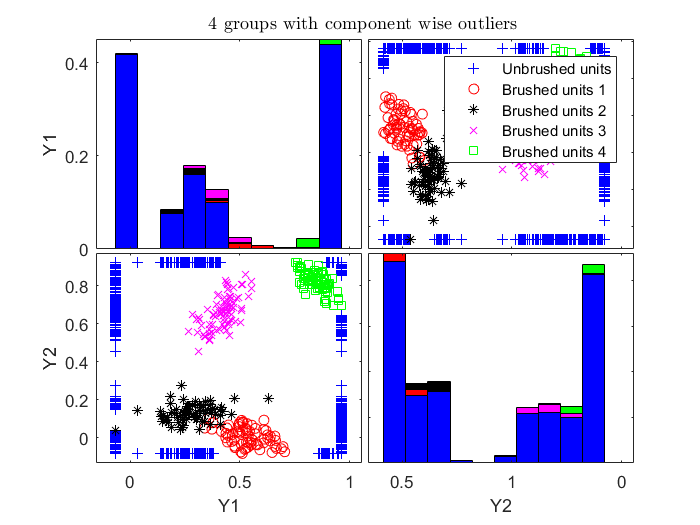 4 groups with component wise outliers
0.4
0.2
0
Y1
Unbrushed units
Brushed units 1
Brushed units 2
Brushed units 3
Brushed units 4
0.8
0.6
0.4
0.2
0
Y2
0 0.5 1
Y1
0.5 0
Y2